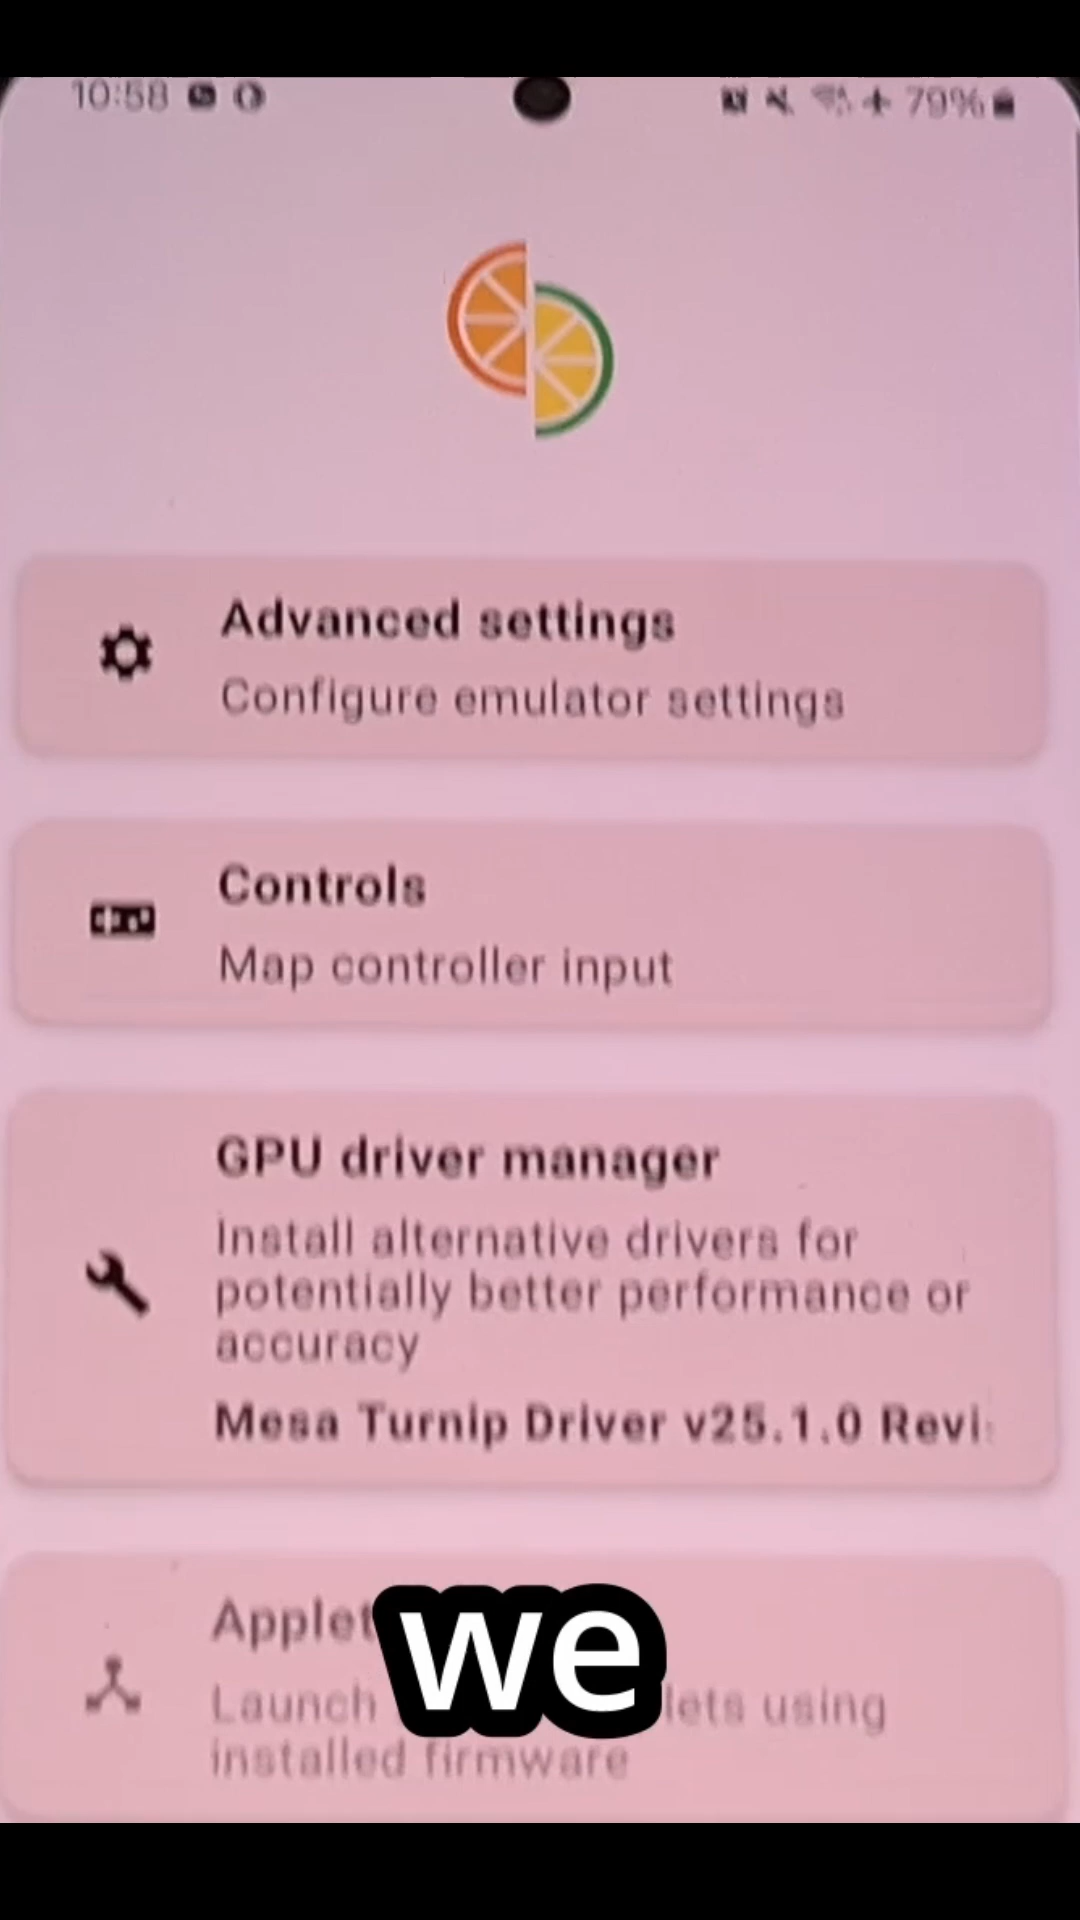 10:58
79%
Advanced settings
Configure emulator settings
Controls
Map controller input
GPU driver manager
Install alternative drivers for
potentially better performance or
accuracy
Mesa Turnip Driver v25.1.0 Revi
Applet
we
Launch lets using
installed firmware